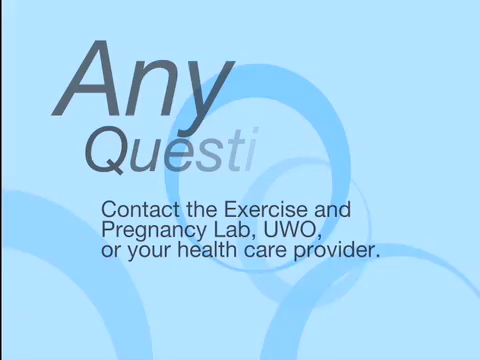 Any
Questi
Contact the Exercise and
Pregnancy Lab, UWO,
or your health care provider.